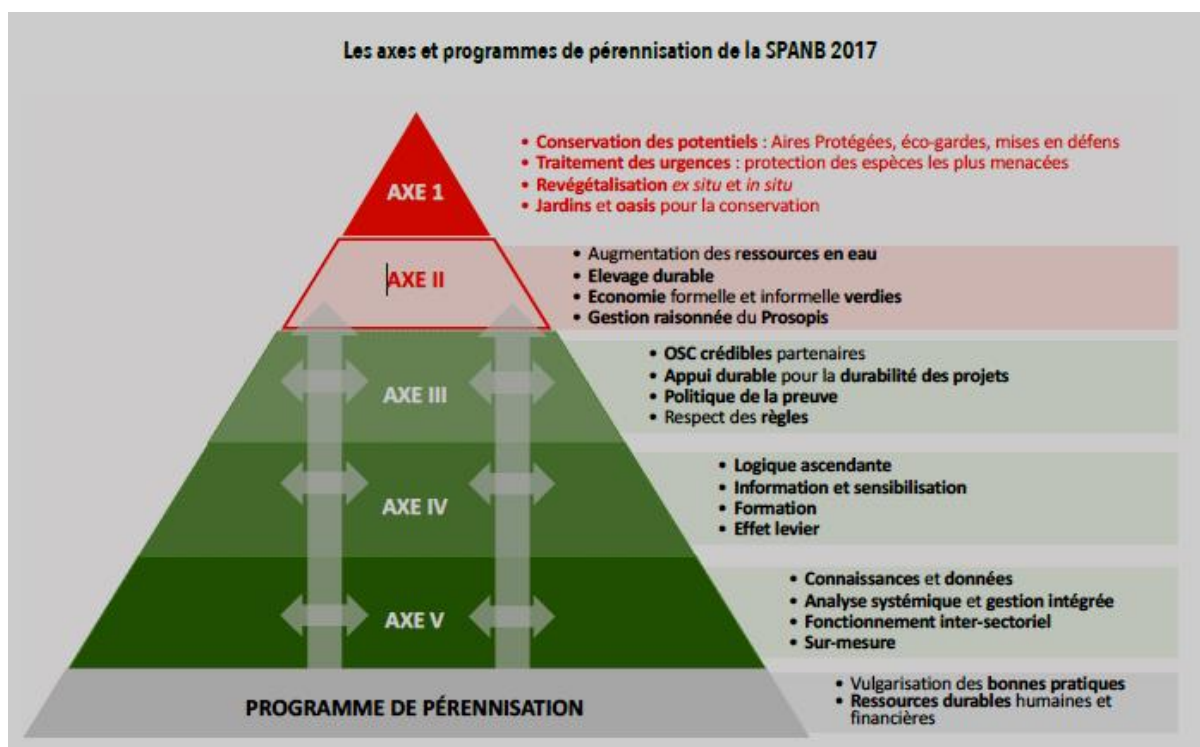 Les axes et programmes de pérennisation de la SPANB 2017
AXE 1
• Conservation des potentiels : Aires Protégées, éco-gardes, mises en défens
• Traitement des urgences : protection des espèces les plus menacées
• Revégétalisation ex situ et in situ
• Jardins et oasis pour la conservation
AXE II
• Augmentation des ressources en eau
• Elevage durable
• Economie formelle et informelle verdies
• Gestion raisonnée du Prosopis
AXE III
• OSC crédibles partenaires
• Appui durable pour la durabilité des projets
• Politique de la preuve
• Respect des règles
AXE IV
• Logique ascendante
• Information et sensibilisation
• Formation
• Effet levier
AXE V
• Connaissances et données
• Analyse systémique et gestion intégrée
• Fonctionnement inter-sectoriel
• Sur-mesure
PROGRAMME DE PÉRENNISATION
• Vulgarisation des bonnes pratiques
• Ressources durables humaines et
financières